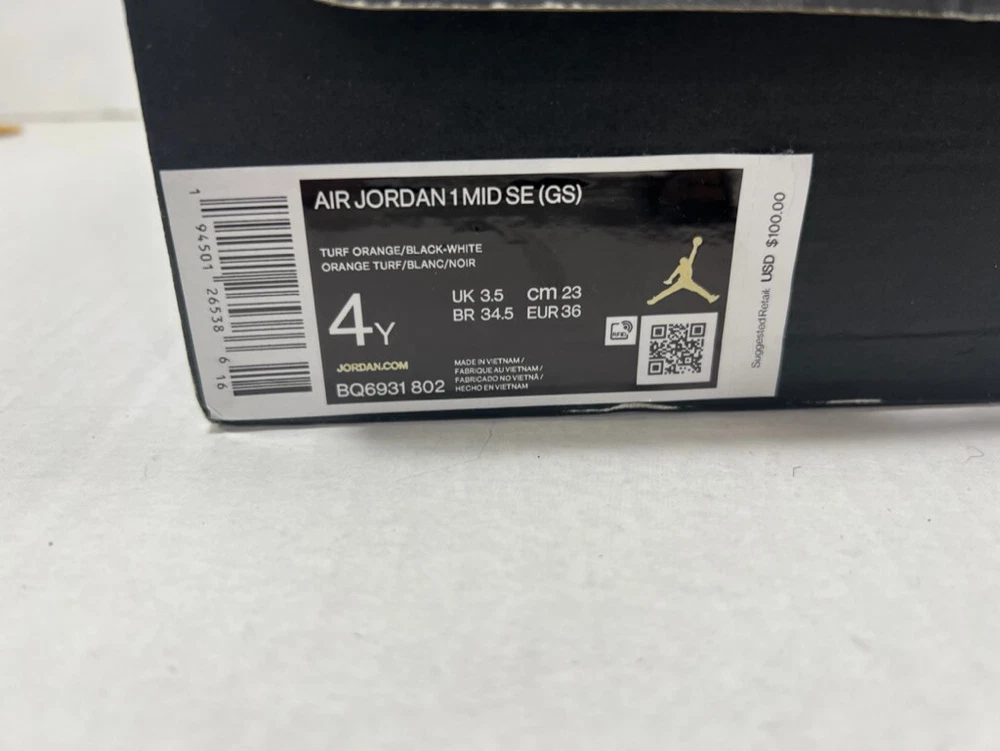 1 94501 26538 6 16
AIR JORDAN 1 MID SE (GS)
TURF ORANGE/BLACK-WHITE
ORANGE TURF/BLANC/NOIR
4Y
UK 3.5 cm 23
BR 34.5 EUR 36
JORDAN.COM
BQ6931 802
MADE IN VIETNAM /
FABRIQUE AU VIETNAM /
FABRICADO NO VIETNÃ /
HECHO EN VIETNAM
RFID
Suggested Retail: USD $100.00